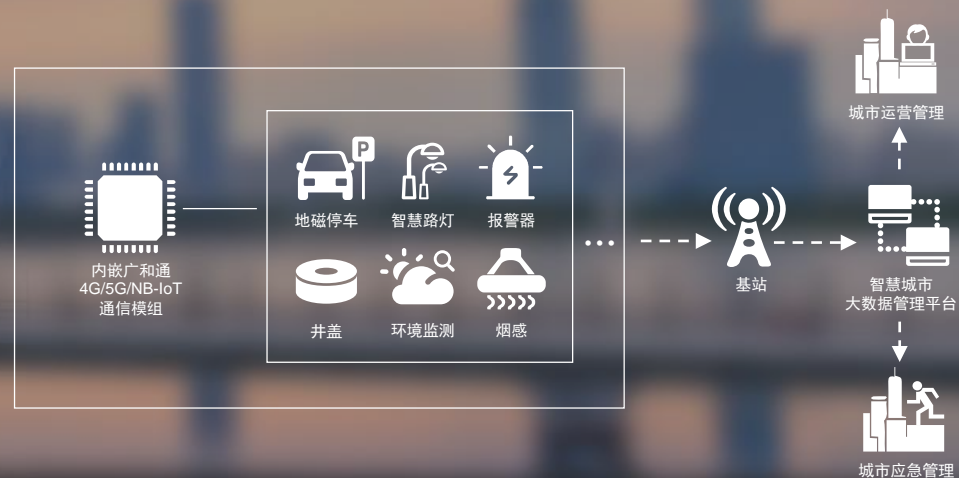 城市运营管理
P
地磁停车
智慧路灯
报警器
内嵌广和通
4G/5G/NB-IoT
通信模组
井盖
环境监测
烟感
...
基站
智慧城市
大数据管理平台
城市应急管理